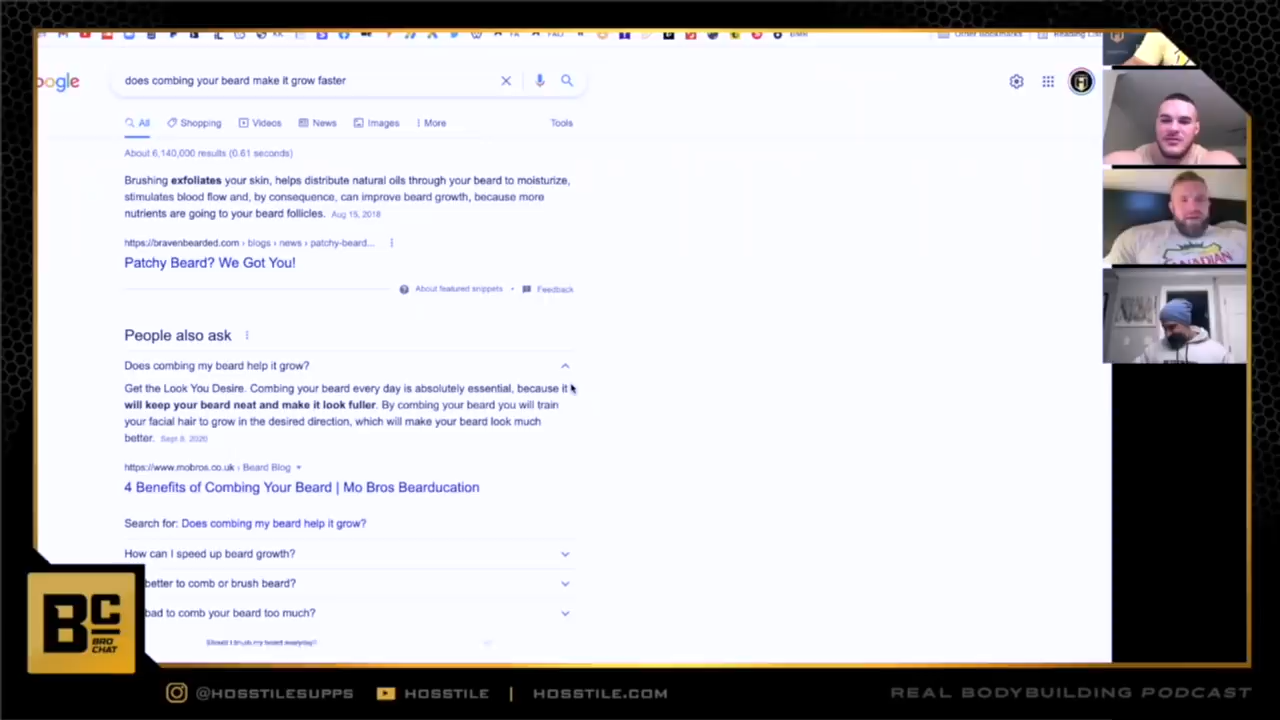 Other Bookmarks
Reading List
oogle
does combing your beard make it grow faster
All
Shopping
Videos
News
Images
More
Tools
About 6,140,000 results (0.61 seconds)
Brushing exfoliates your skin, helps distribute natural oils through your beard to moisturize,
stimulates blood flow and, by consequence, can improve beard growth, because more
nutrients are going to your beard follicles. Aug 15, 2018
https://bravenbearded.com › blogs › news › patchy-beard...
Patchy Beard? We Got You!
About featured snippets
Feedback
People also ask
Does combing my beard help it grow?
Get the Look You Desire. Combing your beard every day is absolutely essential, because it
will keep your beard neat and make it look fuller. By combing your beard you will train
your facial hair to grow in the desired direction, which will make your beard look much
better. Sept 8, 2020
https://www.mobros.co.uk › Beard Blog
4 Benefits of Combing Your Beard | Mo Bros Bearducation
Search for: Does combing my beard help it grow?
How can I speed up beard growth?
better to comb or brush beard?
bad to comb your beard too much?
Should I brush my beard everyday?
BC
BRO
CHAT
@HOSSTILESUPPS
HOSSTILE | HOSSTILE.COM
REAL BODYBUILDING PODCAST